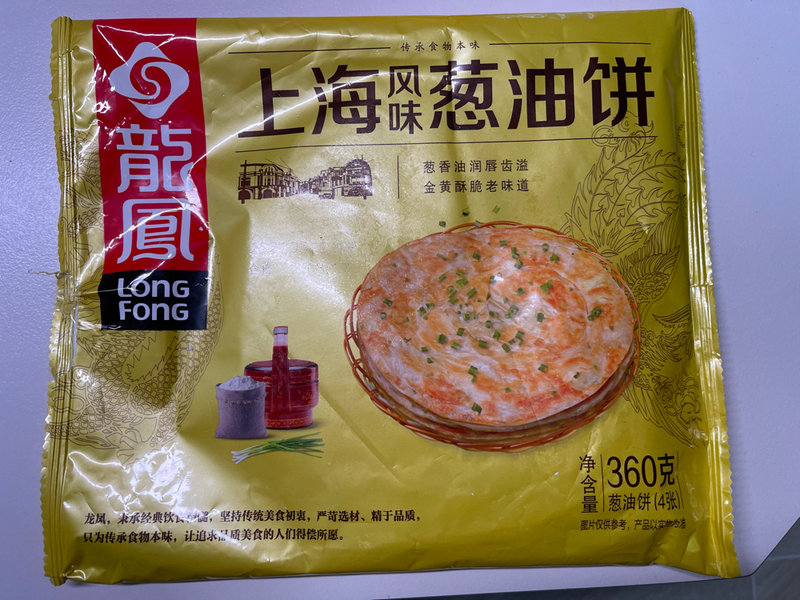 传承食物本味
上海风味葱油饼
葱香油润唇齿溢
金黄酥脆老味道
龍鳳
LONG
FONG
净含量
360克
葱油饼(4张)
图片仅供参考，产品以实物为准
龙凤，秉承经典饮食精髓，坚持传统美食初衷，严苛选材、精于品质，
只为传承食物本味，让追求品质美食的人们得偿所愿。